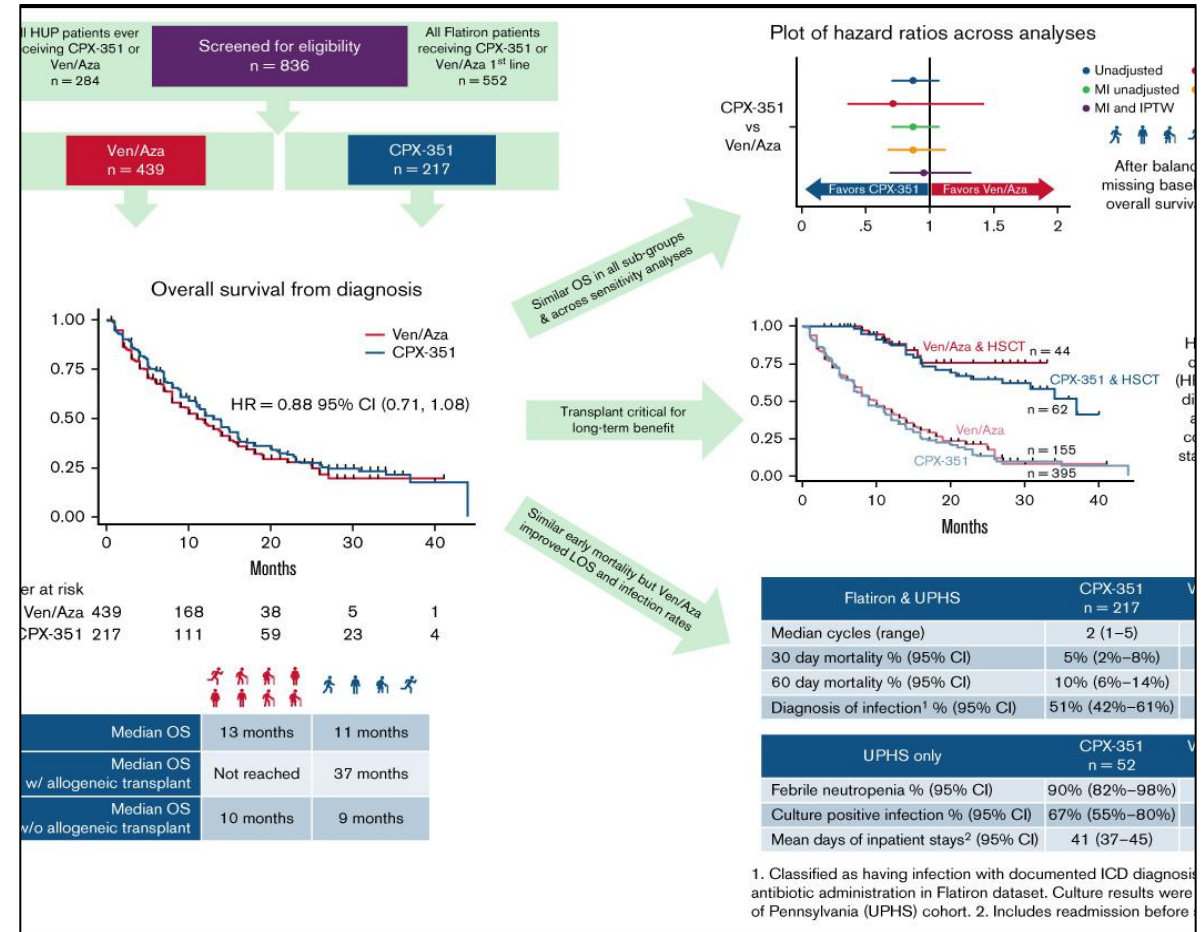 HUP patients ever
receiving CPX-351 or
Ven/Aza
n = 284
Screened for eligibility
n = 836
All Flatiron patients
receiving CPX-351 or
Ven/Aza 1st line
n = 552
Ven/Aza
n = 439
CPX-351
n = 217
Overall survival from diagnosis
1.00
0.75
0.50
0.25
0.00
Ven/Aza
CPX-351
HR = 0.88 95% CI (0.71, 1.08)
0 10 20 30 40
Months
at risk
Ven/Aza 439 168 38 5 1
CPX-351 217 111 59 23 4
Median OS 13 months 11 months
Median OS
w/ allogeneic transplant Not reached 37 months
Median OS
w/o allogeneic transplant 10 months 9 months
Similar OS in all sub-groups
& across sensitivity analyses
Transplant critical for
long-term benefit
Similar early mortality but Ven/Aza
improved LOS and infection rates
Plot of hazard ratios across analyses
CPX-351
vs
Ven/Aza
Favors CPX-351 Favors Ven/Aza
0 .5 1 1.5 2
Unadjusted
MI unadjusted
MI and IPTW
After
missing
overall
1.00
0.75
0.50
0.25
0.00
Ven/Aza & HSCT n = 44
CPX-351 & HSCT
n = 62
Ven/Aza
CPX-351
n = 155
n = 395
0 10 20 30 40
Months
Flatiron & UPHS CPX-351
n = 217
Median cycles (range) 2 (1–5)
30 day mortality % (95% CI) 5% (2%–8%)
60 day mortality % (95% CI) 10% (6%–14%)
Diagnosis of infection1 % (95% CI) 51% (42%–61%)
UPHS only CPX-351
n = 52
Febrile neutropenia % (95% CI) 90% (82%–98%)
Culture positive infection % (95% CI) 67% (55%–80%)
Mean days of inpatient stays2 (95% CI) 41 (37–45)
1. Classified as having infection with documented ICD diagnosis
antibiotic administration in Flatiron dataset. Culture results were
of Pennsylvania (UPHS) cohort. 2. Includes readmission before